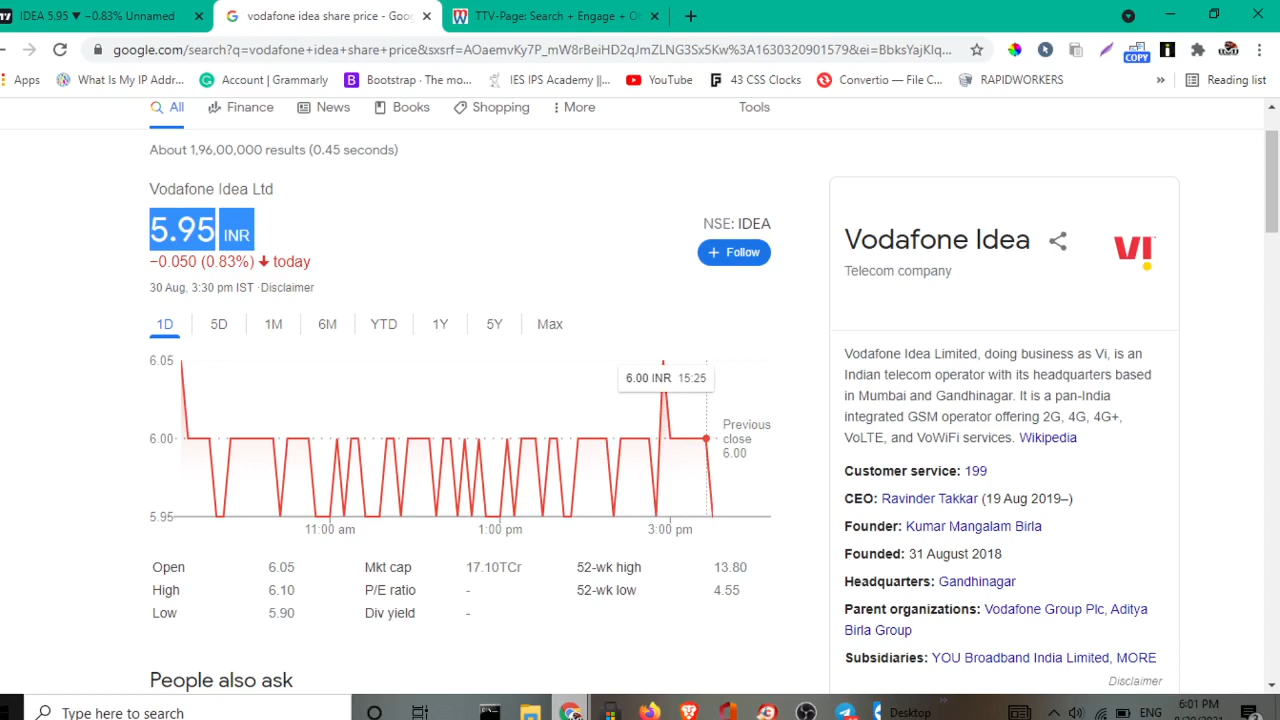 IDEA 5.95 ▼ −0.83% Unnamed
vodafone idea share price - Goo
TTV-Page: Search + Engage + O
google.com/search?q=vodafone+idea+share+price&sxsrf=AOaemvKy7P_mW8rBeiHD2qJmZLNG3Sx5Kw%3A1630320901579&ei=BbksYajKlq...
COPY
Apps
What Is My IP Addr...
Account | Grammarly
Bootstrap · The mo...
IES IPS Academy ||...
YouTube
43 CSS Clocks
Convertio — File C...
RAPIDWORKERS
»
Reading list
All
Finance
News
Books
Shopping
More
Tools
About 1,96,00,000 results (0.45 seconds)
Vodafone Idea Ltd
5.95 INR
NSE: IDEA
+ Follow
−0.050 (0.83%) ↓ today
30 Aug, 3:30 pm IST · Disclaimer
1D
5D
1M
6M
YTD
1Y
5Y
Max
6.05
6.00
5.95
6.00 INR 15:25
Previous
close
6.00
11:00 am
1:00 pm
3:00 pm
Open 6.05
High 6.10
Low 5.90
Mkt cap 17.10TCr
P/E ratio -
Div yield -
52-wk high 13.80
52-wk low 4.55
People also ask
Vodafone Idea
Telecom company
VI
Vodafone Idea Limited, doing business as Vi, is an
Indian telecom operator with its headquarters based
in Mumbai and Gandhinagar. It is a pan-India
integrated GSM operator offering 2G, 4G, 4G+,
VoLTE, and VoWiFi services. Wikipedia
Customer service: 199
CEO: Ravinder Takkar (19 Aug 2019–)
Founder: Kumar Mangalam Birla
Founded: 31 August 2018
Headquarters: Gandhinagar
Parent organizations: Vodafone Group Plc, Aditya
Birla Group
Subsidiaries: YOU Broadband India Limited, MORE
Disclaimer
Type here to search
Desktop
»
ENG
6:01 PM